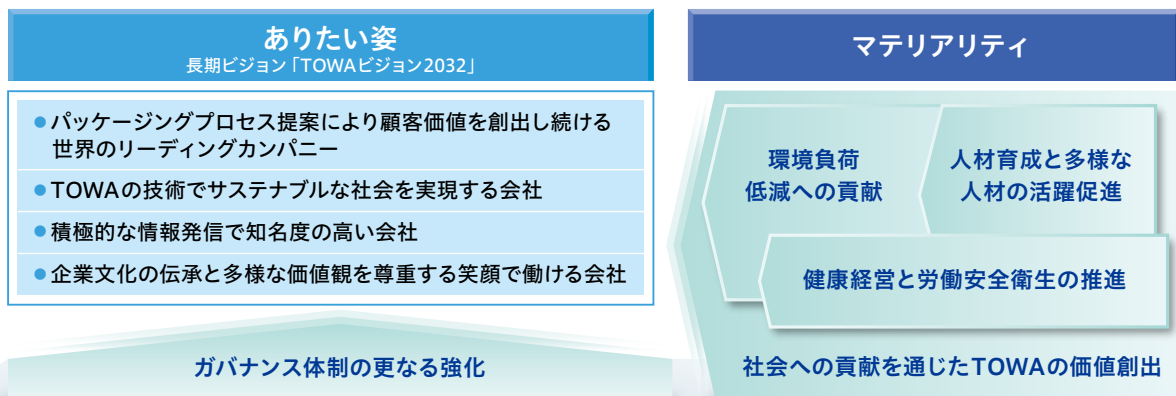 ありたい姿
長期ビジョン「TOWAビジョン2032」
●パッケージングプロセス提案により顧客価値を創出し続ける
世界のリーディングカンパニー
●TOWAの技術でサステナブルな社会を実現する会社
●積極的な情報発信で知名度の高い会社
●企業文化の伝承と多様な価値観を尊重する笑顔で働ける会社
ガバナンス体制の更なる強化
マテリアリティ
環境負荷
低減への貢献
人材育成と多様な
人材の活躍促進
健康経営と労働安全衛生の推進
社会への貢献を通じたTOWAの価値創出